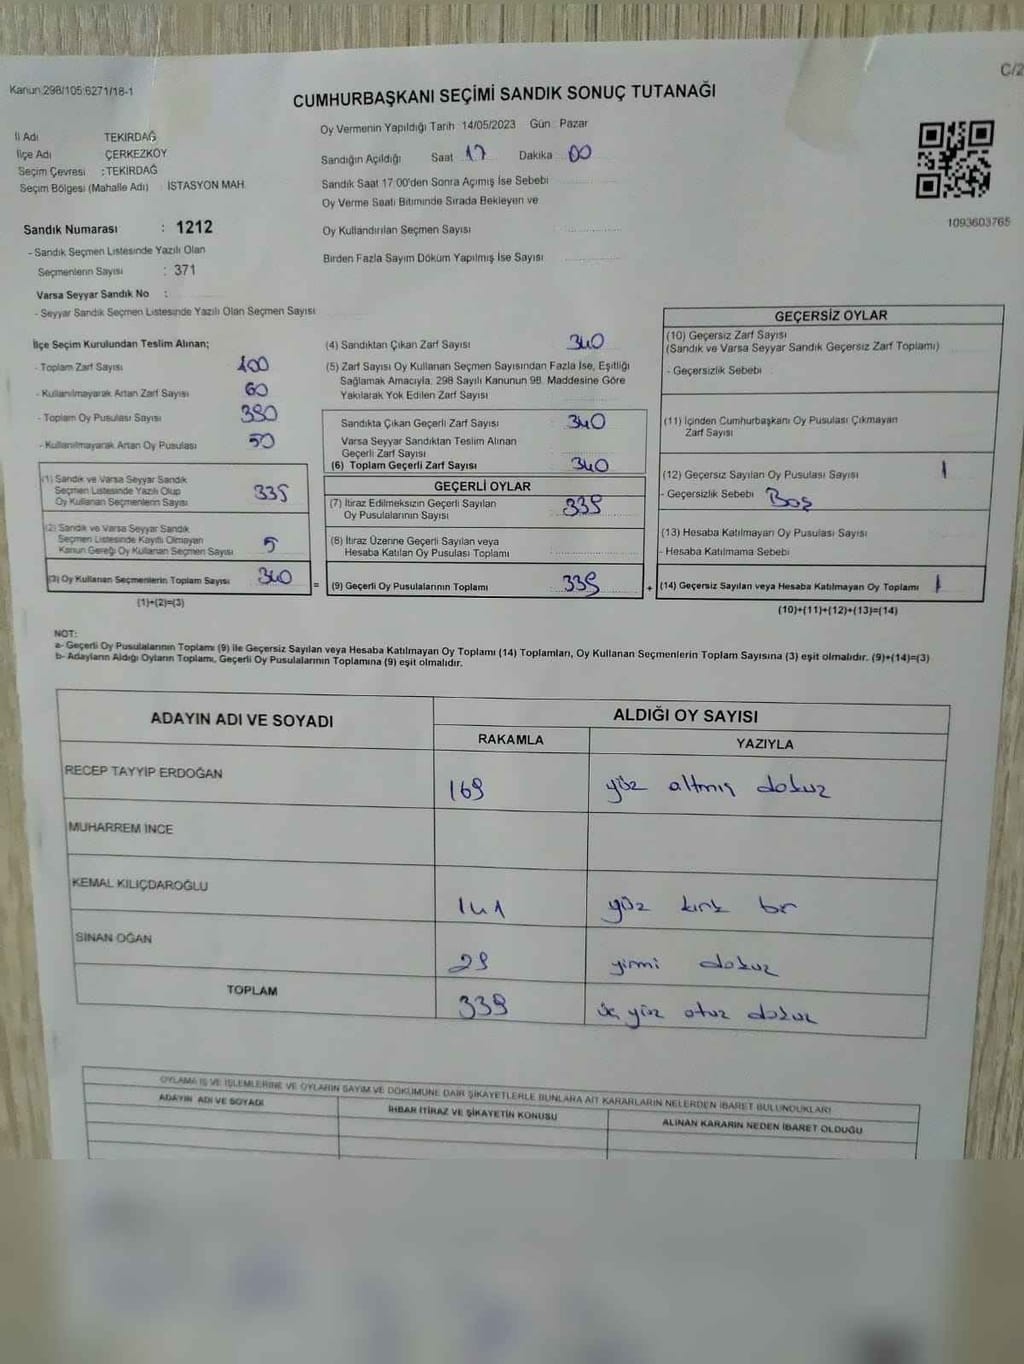 Kanun:298/105:6271/18-1
C/2
CUMHURBAŞKANI SEÇİMİ SANDIK SONUÇ TUTANAĞI
İl Adı TEKİRDAĞ
İlçe Adı ÇERKEZKÖY
Seçim Çevresi : TEKİRDAĞ
Seçim Bölgesi (Mahalle Adı) İSTASYON MAH.
Oy Vermenin Yapıldığı Tarih 14/05/2023 Gün : Pazar
Sandığın Açıldığı Saat 17 Dakika 00
Sandık Saat 17:00'den Sonra Açımış İse Sebebi
Oy Verme Saati Bitiminde Sırada Bekleyen ve
Oy Kullandırılan Seçmen Sayısı
Birden Fazla Sayım Döküm Yapılmış İse Sayısı
1093603765
Sandık Numarası : 1212
- Sandık Seçmen Listesinde Yazılı Olan
Seçmenlerin Sayısı : 371
Varsa Seyyar Sandık No :
- Seyyar Sandık Seçmen Listesinde Yazılı Olan Seçmen Sayısı:
İlçe Seçim Kurulundan Teslim Alınan;
- Toplam Zarf Sayısı 400
- Kullanılmayarak Artan Zarf Sayısı 60
- Toplam Oy Pusulası Sayısı 390
- Kullanılmayarak Artan Oy Pusulası 50
(1) Sandık ve Varsa Seyyar Sandık
Seçmen Listesinde Yazılı Olup
Oy Kullanan Seçmenlerin Sayısı 335
(2) Sandık ve Varsa Seyyar Sandık
Seçmen Listesinde Kayıtlı Olmayan
Kanun Gereği Oy Kullanan Seçmen Sayısı 5
(3) Oy Kullanan Seçmenlerin Toplam Sayısı 340
(1)+(2)=(3)
(4) Sandıktan Çıkan Zarf Sayısı 340
(5) Zarf Sayısı Oy Kullanan Seçmen Sayısından Fazla İse, Eşitliği
Sağlamak Amacıyla, 298 Sayılı Kanunun 98. Maddesine Göre
Yakılarak Yok Edilen Zarf Sayısı
Sandıkta Çıkan Geçerli Zarf Sayısı 340
Varsa Seyyar Sandıktan Teslim Alınan
Geçerli Zarf Sayısı
(6) Toplam Geçerli Zarf Sayısı 340
GEÇERLİ OYLAR
(7) İtiraz Edilmeksizin Geçerli Sayılan
Oy Pusulalarının Sayısı 339
(8) İtiraz Üzerine Geçerli Sayılan veya
Hesaba Katılan Oy Pusulası Toplamı
= (9) Geçerli Oy Pusulalarının Toplamı 339
GEÇERSİZ OYLAR
(10) Geçersiz Zarf Sayısı
(Sandık ve Varsa Seyyar Sandık Geçersiz Zarf Toplamı)
- Geçersizlik Sebebi :
(11) İçinden Cumhurbaşkanı Oy Pusulası Çıkmayan
Zarf Sayısı
(12) Geçersiz Sayılan Oy Pusulası Sayısı 1
- Geçersizlik Sebebi Boş
(13) Hesaba Katılmayan Oy Pusulası Sayısı
- Hesaba Katılmama Sebebi
+ (14) Geçersiz Sayılan veya Hesaba Katılmayan Oy Toplamı 1
(10)+(11)+(12)+(13)=(14)
NOT:
a- Geçerli Oy Pusulalarının Toplamı (9) ile Geçersiz Sayılan veya Hesaba Katılmayan Oy Toplamı (14) Toplamları, Oy Kullanan Seçmenlerin Toplam Sayısına (3) eşit olmalıdır. (9)+(14)=(3)
b- Adayların Aldığı Oyların Toplamı, Geçerli Oy Pusulalarının Toplamına (9) eşit olmalıdır.
ADAYIN ADI VE SOYADI ALDIĞI OY SAYISI
RAKAMLA YAZIYLA
RECEP TAYYİP ERDOĞAN 169 yüz altmış dokuz
MUHARREM İNCE
KEMAL KILIÇDAROĞLU 141 yüz kırk bir
SİNAN OĞAN 29 yirmi dokuz
TOPLAM 339 üç yüz otuz dokuz
OYLAMA İŞ VE İŞLEMLERİNE VE OYLARIN SAYIM VE DÖKÜMÜNE DAİR ŞİKAYETLERLE BUNLARA AİT KARARLARIN NELERDEN İBARET BULUNDUKLARI
ADAYIN ADI VE SOYADI İHBAR İTİRAZ VE ŞİKAYETİN KONUSU ALINAN KARARIN NEDEN İBARET OLDUĞU